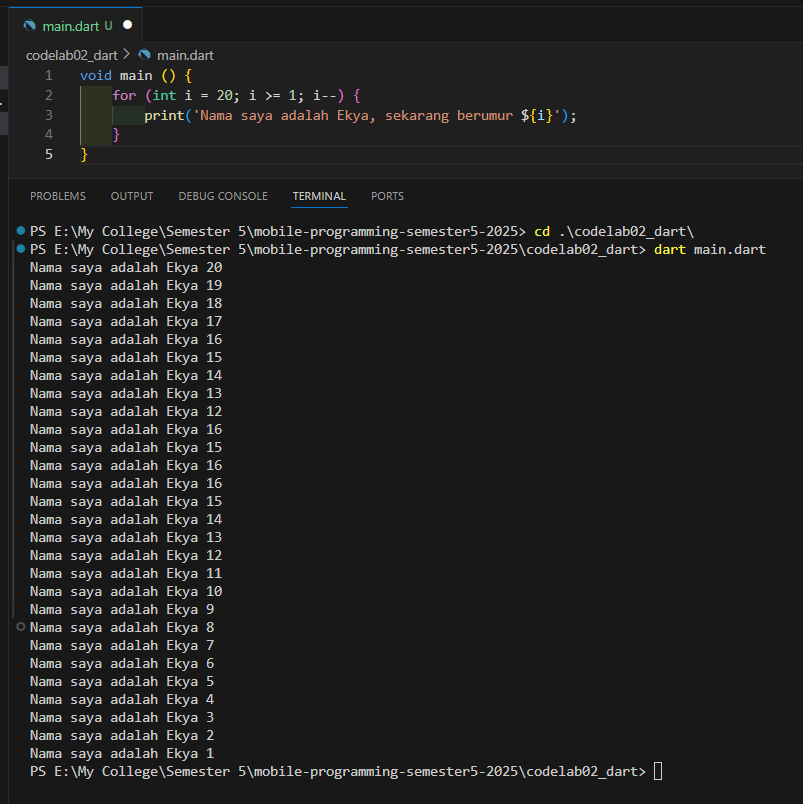 main.dart U
codelab02_dart > main.dart
1 void main () {
2 for (int i = 20; i >= 1; i--) {
3 print('Nama saya adalah Ekya, sekarang berumur ${i}');
4 }
5 }
PROBLEMS OUTPUT DEBUG CONSOLE TERMINAL PORTS
PS E:\My College\Semester 5\mobile-programming-semester5-2025> cd .\codelab02_dart\
PS E:\My College\Semester 5\mobile-programming-semester5-2025\codelab02_dart> dart main.dart
Nama saya adalah Ekya 20
Nama saya adalah Ekya 19
Nama saya adalah Ekya 18
Nama saya adalah Ekya 17
Nama saya adalah Ekya 16
Nama saya adalah Ekya 15
Nama saya adalah Ekya 14
Nama saya adalah Ekya 13
Nama saya adalah Ekya 12
Nama saya adalah Ekya 16
Nama saya adalah Ekya 15
Nama saya adalah Ekya 16
Nama saya adalah Ekya 16
Nama saya adalah Ekya 15
Nama saya adalah Ekya 14
Nama saya adalah Ekya 13
Nama saya adalah Ekya 12
Nama saya adalah Ekya 11
Nama saya adalah Ekya 10
Nama saya adalah Ekya 9
Nama saya adalah Ekya 8
Nama saya adalah Ekya 7
Nama saya adalah Ekya 6
Nama saya adalah Ekya 5
Nama saya adalah Ekya 4
Nama saya adalah Ekya 3
Nama saya adalah Ekya 2
Nama saya adalah Ekya 1
PS E:\My College\Semester 5\mobile-programming-semester5-2025\codelab02_dart>